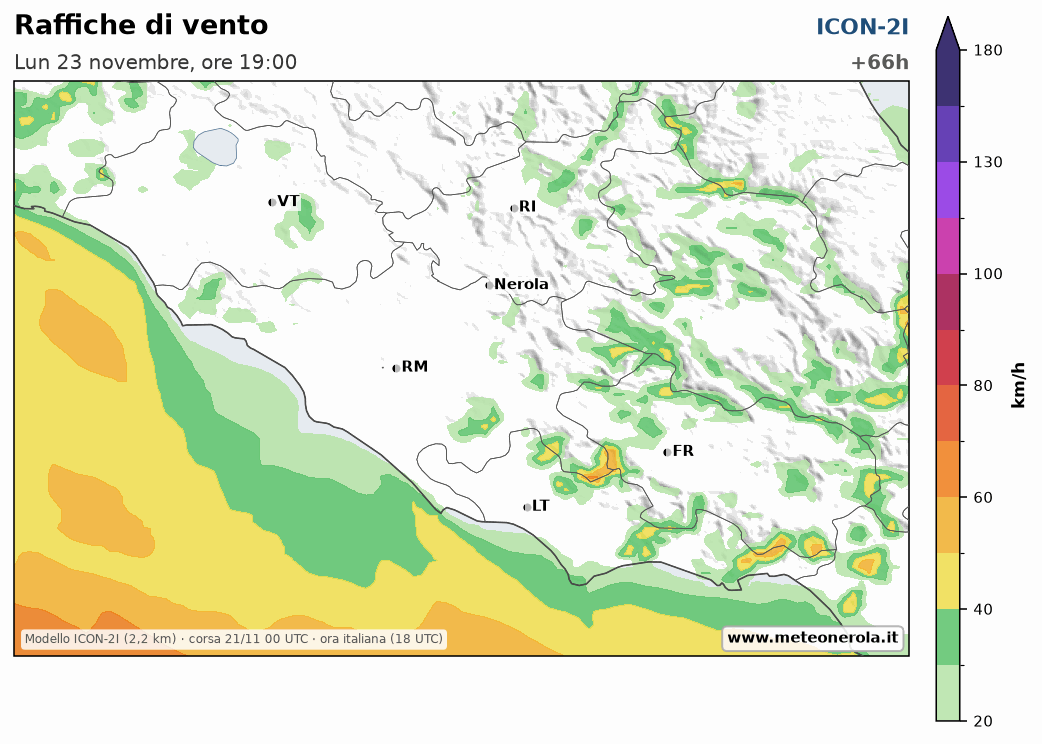 Raffiche di vento
ICON-2I
Lun 23 novembre, ore 19:00
+66h
VT
RI
Nerola
RM
FR
LT
Modello ICON-2I (2,2 km) · corsa 21/11 00 UTC · ora italiana (18 UTC)
www.meteonerola.it
180
130
100
80
60
40
20
km/h